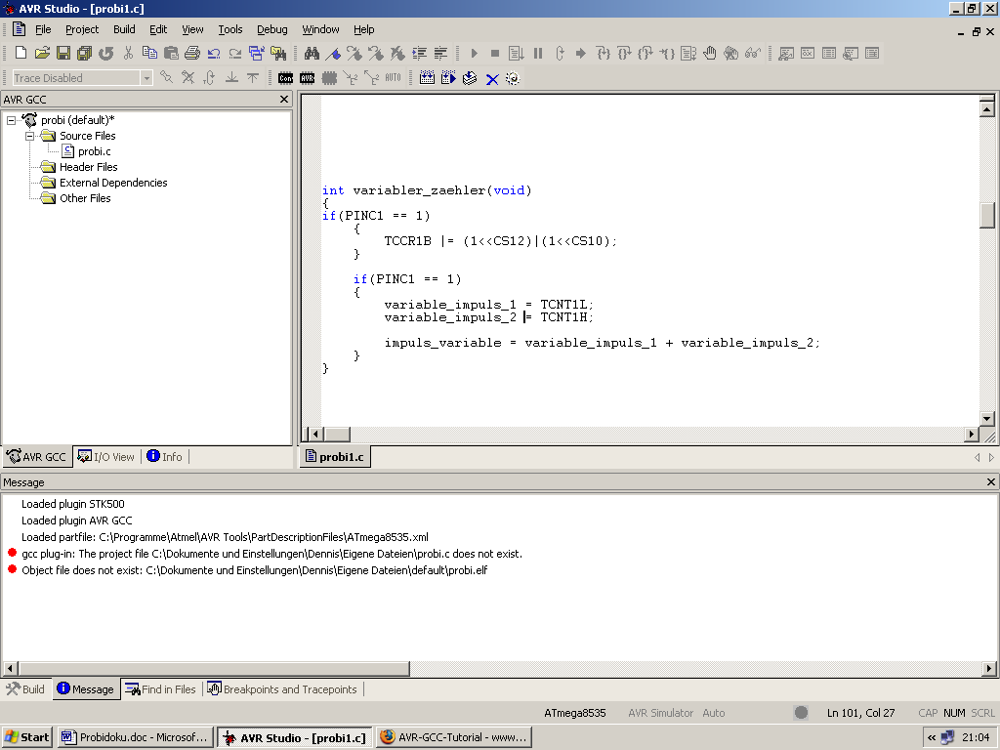 AVR Studio - [probi1.c]
File Project Build Edit View Tools Debug Window Help
Trace Disabled
Con AVR AUTO
AVR GCC
probi (default)*
Source Files
probi.c
Header Files
External Dependencies
Other Files
int variabler_zaehler(void)
{
if(PINC1 == 1)
{
TCCR1B |= (1<<CS12)|(1<<CS10);
}
if(PINC1 == 1)
{
variable_impuls_1 = TCNT1L;
variable_impuls_2 = TCNT1H;
impuls_variable = variable_impuls_1 + variable_impuls_2;
}
}
AVR GCC I/O View Info
probi1.c
Message
Loaded plugin STK500
Loaded plugin AVR GCC
Loaded partfile: C:\Programme\Atmel\AVR Tools\PartDescriptionFiles\ATmega8535.xml
gcc plug-in: The project file C:\Dokumente und Einstellungen\Dennis\Eigene Dateien\probi.c does not exist.
Object file does not exist: C:\Dokumente und Einstellungen\Dennis\Eigene Dateien\default\probi.elf
Build Message Find in Files Breakpoints and Tracepoints
ATmega8535 AVR Simulator Auto Ln 101, Col 27 CAP NUM SCRL
Start Probidoku.doc - Microsof... AVR Studio - [probi1.c] AVR-GCC-Tutorial - www... « 21:04